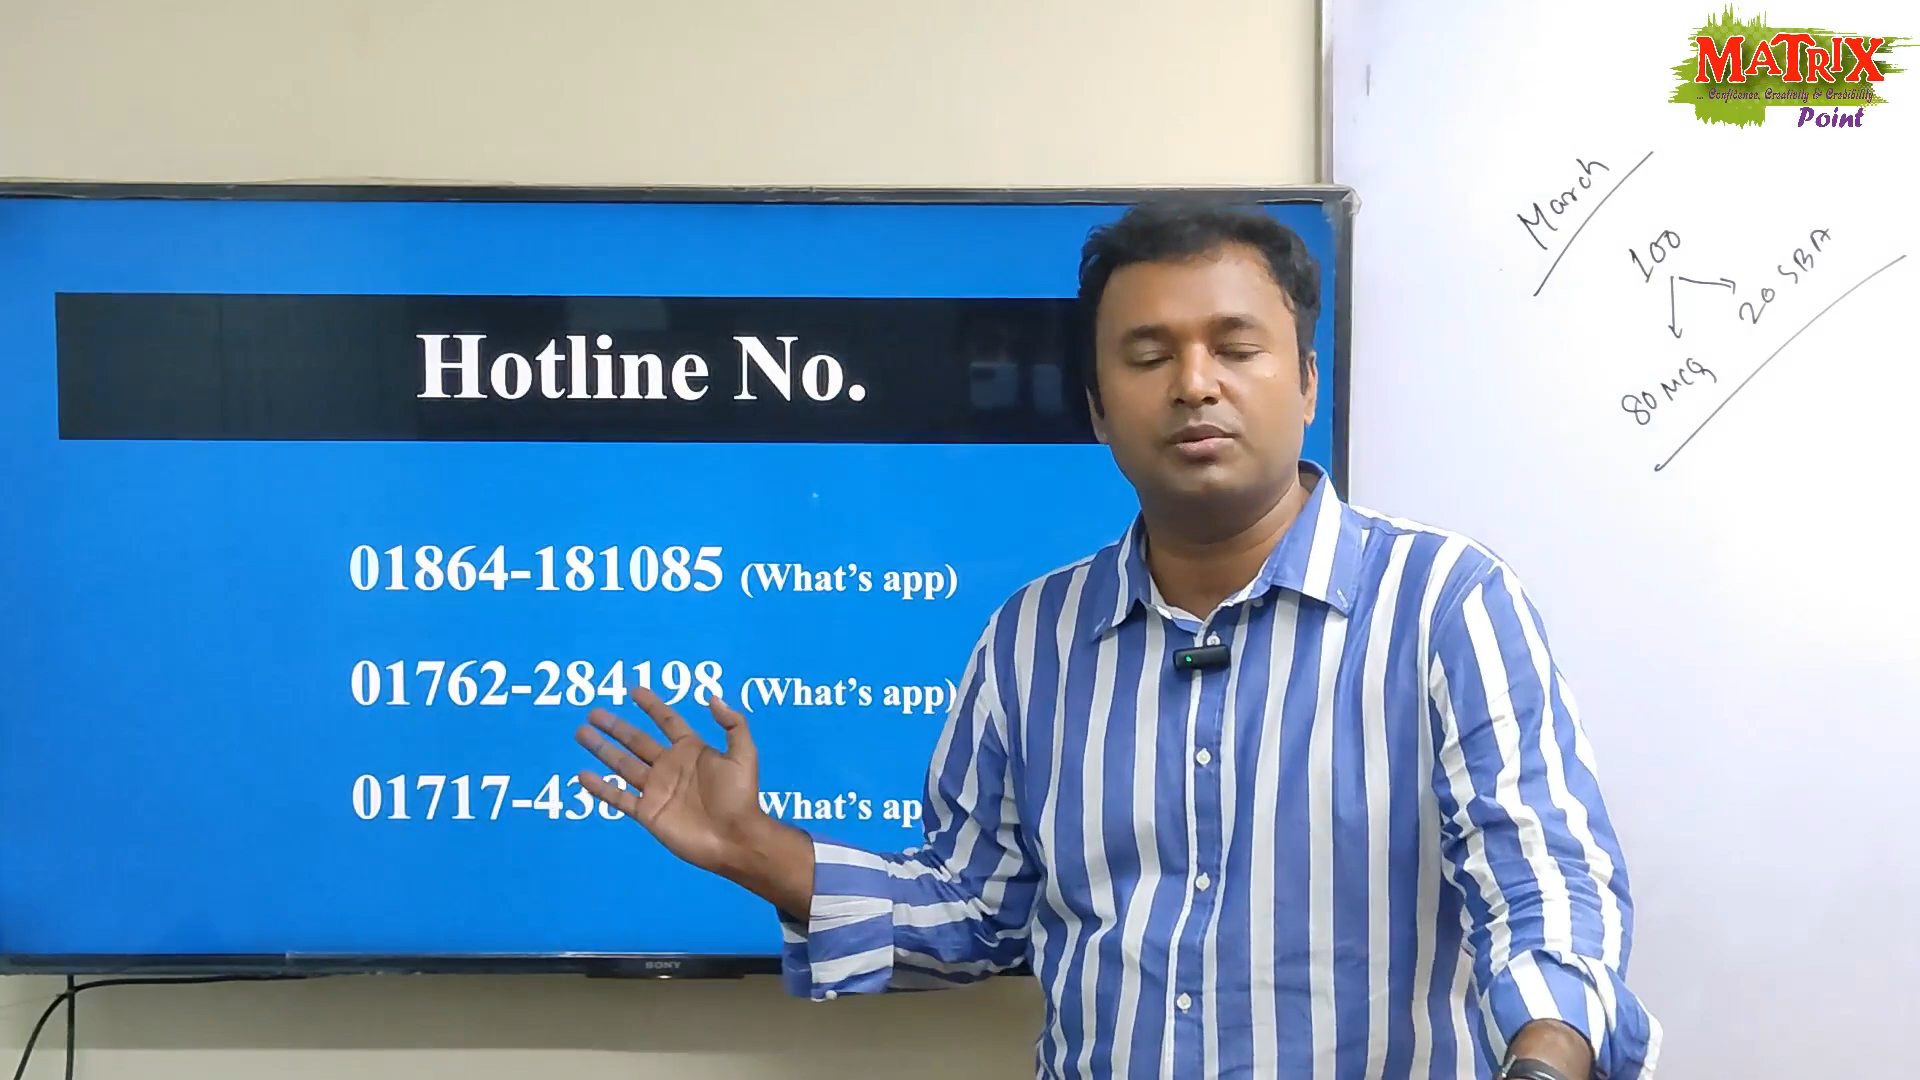 Hotline No.
01864-181085 (What's app)
01762-284198 (What's app)
01717-438 What's ap
SONY
MATRIX
... Confidence, Creativity & Credibility
Point
March
100
20 SBA
80 MCQ